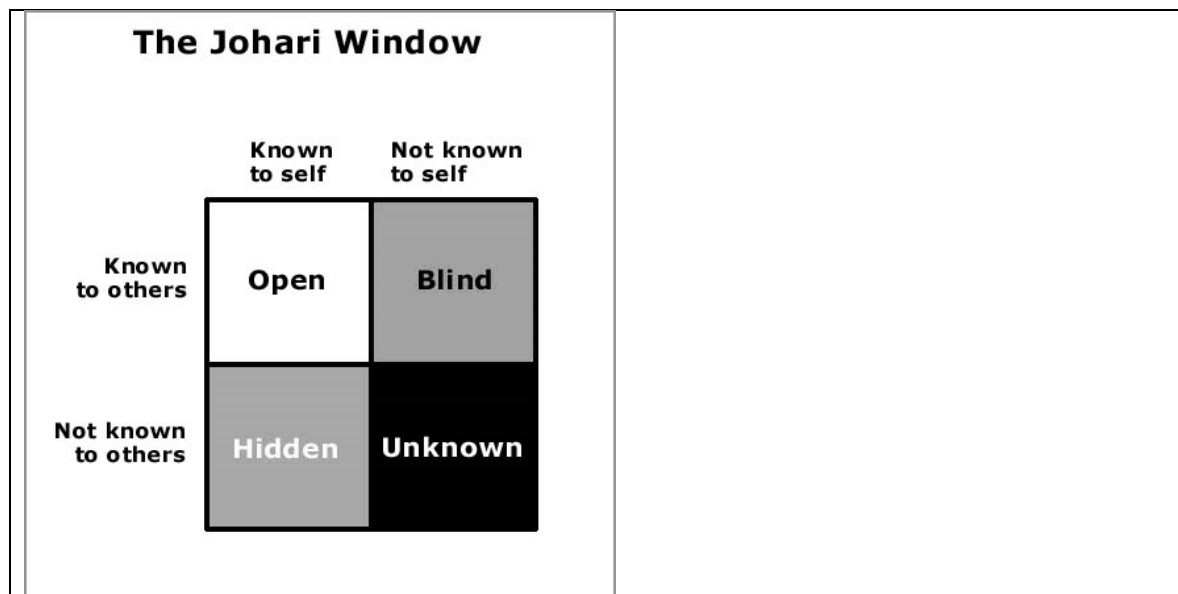 The Johari Window
Known
to self
Not known
to self
Known
to others
Open
Blind
Not known
to others
Hidden
Unknown